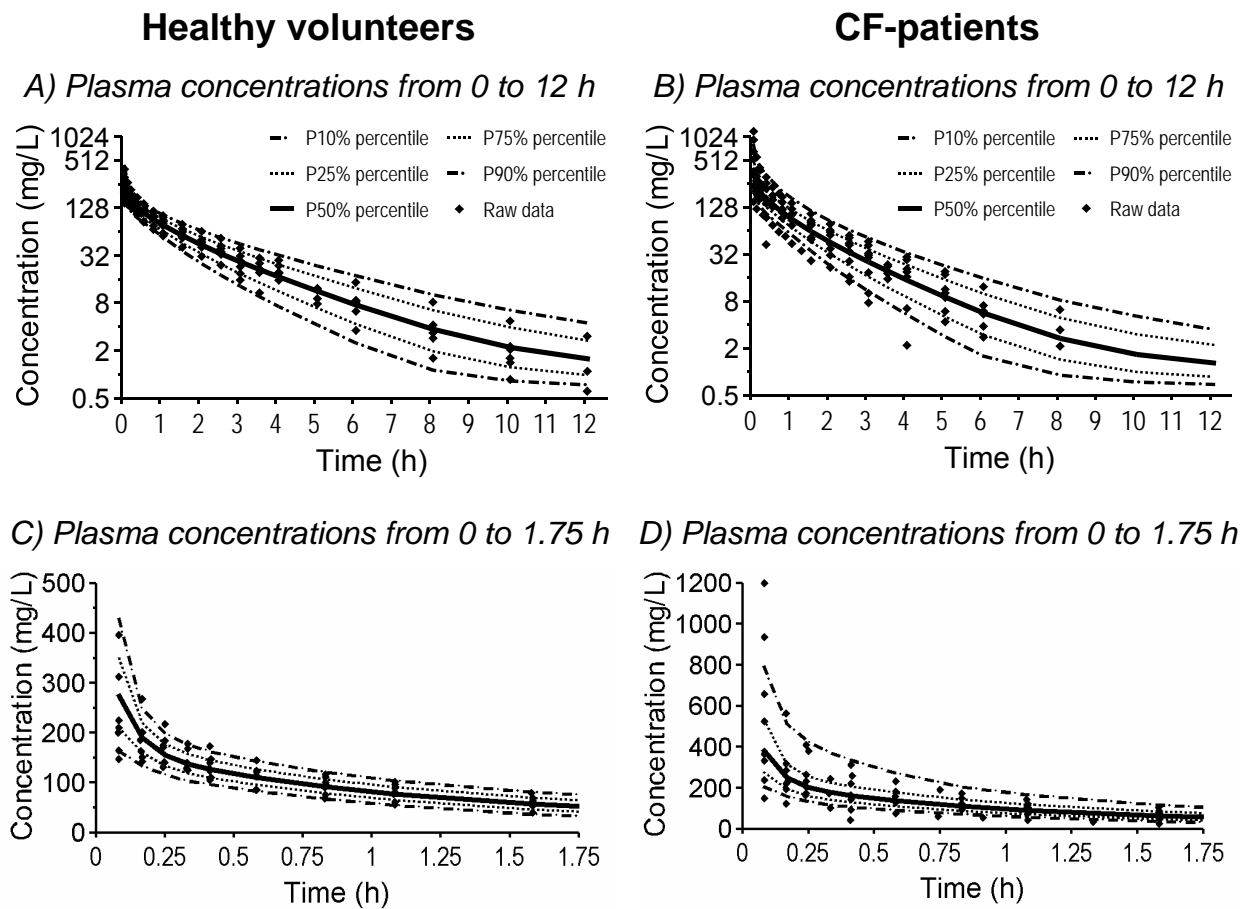 Healthy volunteers
CF-patients
A) Plasma concentrations from 0 to 12 h
Concentration (mg/L)
1024
512
128
32
8
2
0.5
P10% percentile
P75% percentile
P25% percentile
P90% percentile
P50% percentile
Raw data
0 1 2 3 4 5 6 7 8 9 10 11 12
Time (h)
B) Plasma concentrations from 0 to 12 h
Concentration (mg/L)
1024
512
128
32
8
2
0.5
P10% percentile
P75% percentile
P25% percentile
P90% percentile
P50% percentile
Raw data
0 1 2 3 4 5 6 7 8 9 10 11 12
Time (h)
C) Plasma concentrations from 0 to 1.75 h
Concentration (mg/L)
500
400
300
200
100
0
0 0.25 0.5 0.75 1 1.25 1.5 1.75
Time (h)
D) Plasma concentrations from 0 to 1.75 h
Concentration (mg/L)
1200
1000
800
600
400
200
0
0 0.25 0.5 0.75 1 1.25 1.5 1.75
Time (h)